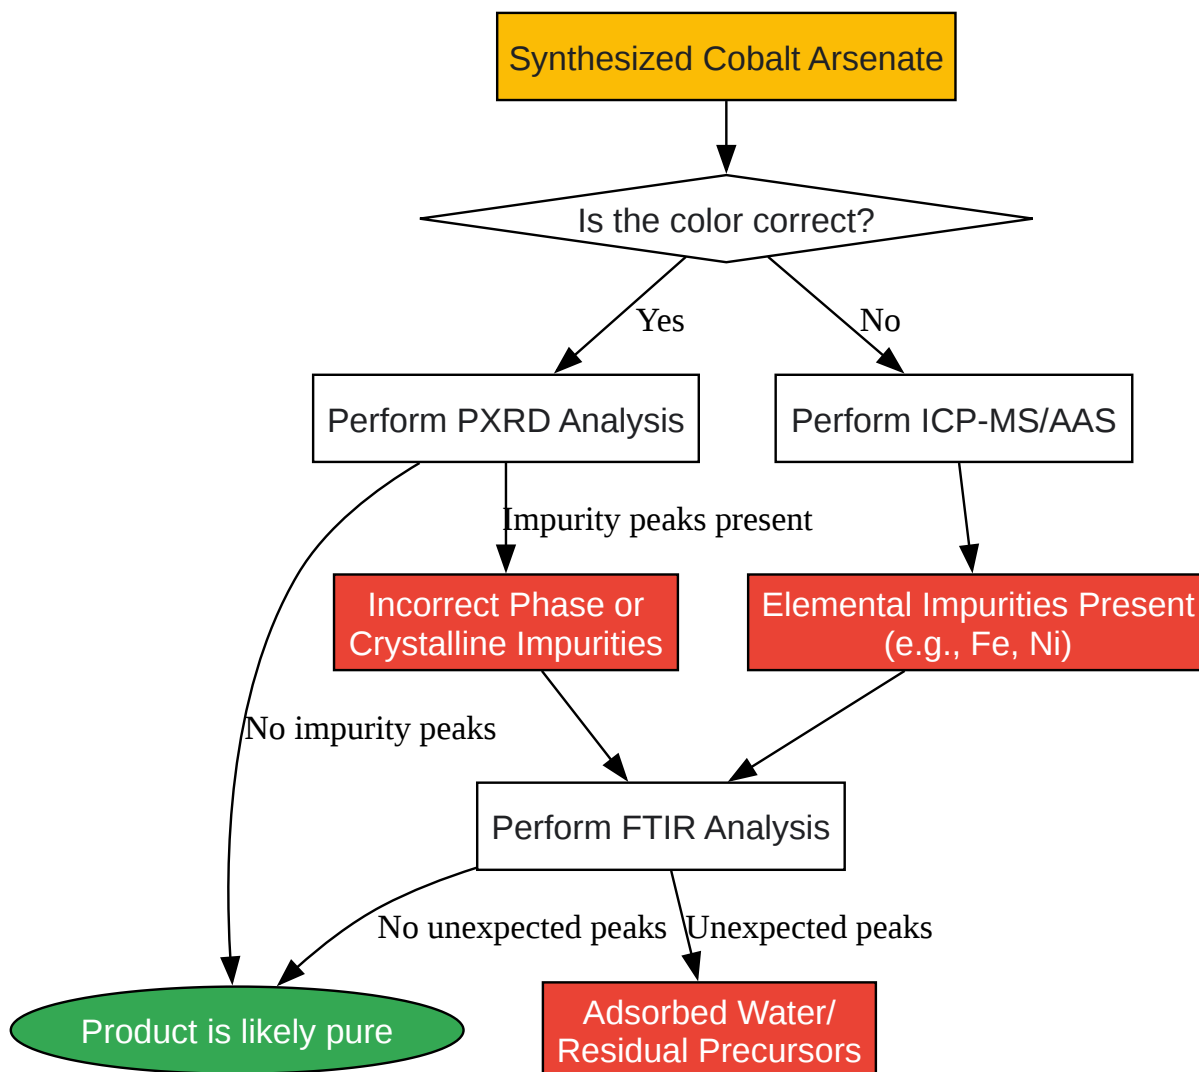 Synthesized Cobalt Arsenate
Is the color correct?
Yes
No
Perform PXRD Analysis
Perform ICP-MS/AAS
Impurity peaks present
Incorrect Phase or
Crystalline Impurities
Elemental Impurities Present
(e.g., Fe, Ni)
No impurity peaks
Perform FTIR Analysis
No unexpected peaks
Unexpected peaks
Product is likely pure
Adsorbed Water/
Residual Precursors